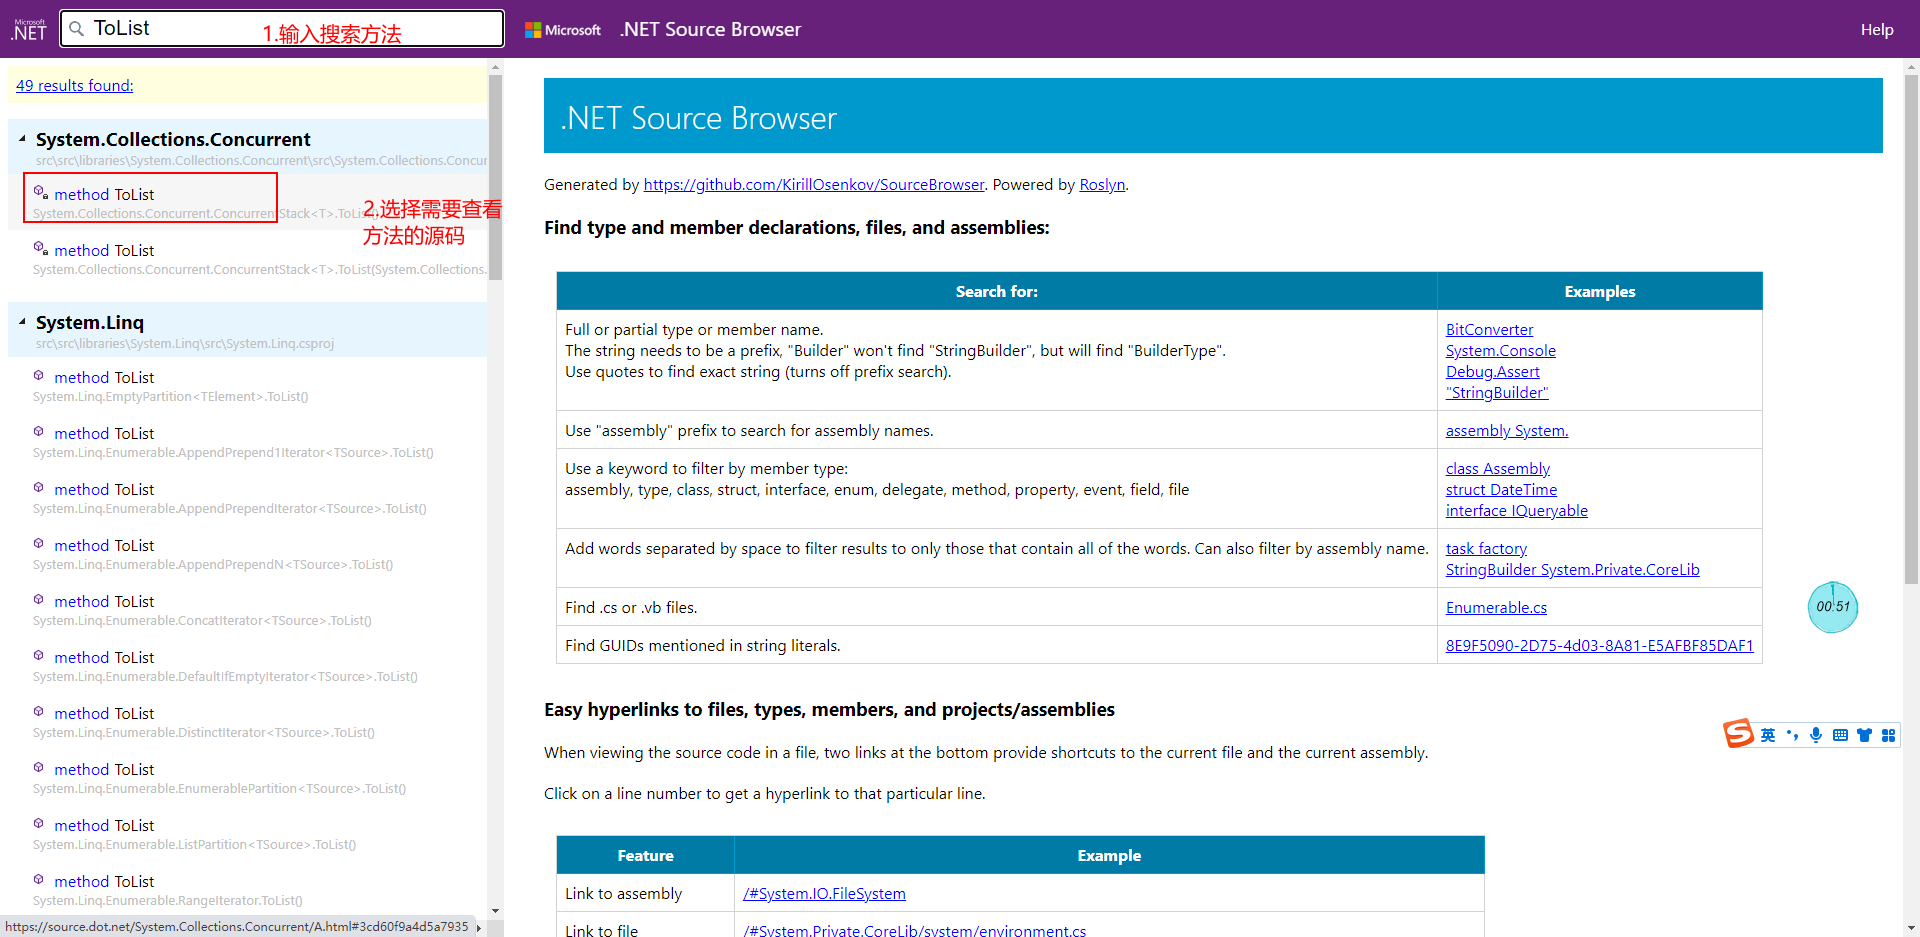 Microsoft
.NET
ToList
1.输入搜索方法
Microsoft
.NET Source Browser
Help
49 results found:
System.Collections.Concurrent
src\src\libraries\System.Collections.Concurrent\src\System.Collections.Concur
method ToList
System.Collections.Concurrent.ConcurrentStack<T>.ToList()
2.选择需要查看
方法的源码
method ToList
System.Collections.Concurrent.ConcurrentStack<T>.ToList(System.Collections.
System.Linq
src\src\libraries\System.Linq\src\System.Linq.csproj
method ToList
System.Linq.EmptyPartition<TElement>.ToList()
method ToList
System.Linq.Enumerable.AppendPrepend1Iterator<TSource>.ToList()
method ToList
System.Linq.Enumerable.AppendPrependIterator<TSource>.ToList()
method ToList
System.Linq.Enumerable.AppendPrependN<TSource>.ToList()
method ToList
System.Linq.Enumerable.ConcatIterator<TSource>.ToList()
method ToList
System.Linq.Enumerable.DefaultIfEmptyIterator<TSource>.ToList()
method ToList
System.Linq.Enumerable.DistinctIterator<TSource>.ToList()
method ToList
System.Linq.Enumerable.EnumerablePartition<TSource>.ToList()
method ToList
System.Linq.Enumerable.ListPartition<TSource>.ToList()
method ToList
System.Linq.Enumerable.RangeIterator.ToList()
https://source.dot.net/System.Collections.Concurrent/A.html#3cd60f9a4d5a7935
.NET Source Browser
Generated by https://github.com/KirillOsenkov/SourceBrowser. Powered by Roslyn.
Find type and member declarations, files, and assemblies:
Search for:
Examples
Full or partial type or member name.
The string needs to be a prefix, "Builder" won't find "StringBuilder", but will find "BuilderType".
Use quotes to find exact string (turns off prefix search).
BitConverter
System.Console
Debug.Assert
"StringBuilder"
Use "assembly" prefix to search for assembly names.
assembly System.
Use a keyword to filter by member type:
assembly, type, class, struct, interface, enum, delegate, method, property, event, field, file
class Assembly
struct DateTime
interface IQueryable
Add words separated by space to filter results to only those that contain all of the words. Can also filter by assembly name.
task factory
StringBuilder System.Private.CoreLib
Find .cs or .vb files.
Enumerable.cs
Find GUIDs mentioned in string literals.
8E9F5090-2D75-4d03-8A81-E5AFBF85DAF1
00:51
Easy hyperlinks to files, types, members, and projects/assemblies
英
When viewing the source code in a file, two links at the bottom provide shortcuts to the current file and the current assembly.
Click on a line number to get a hyperlink to that particular line.
Feature
Example
Link to assembly
/#System.IO.FileSystem
Link to file
/#System.Private.CoreLib/system/environment.cs